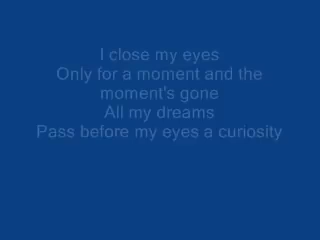 I close my eyes
Only for a moment and the
moment's gone
All my dreams
Pass before my eyes a curiosity